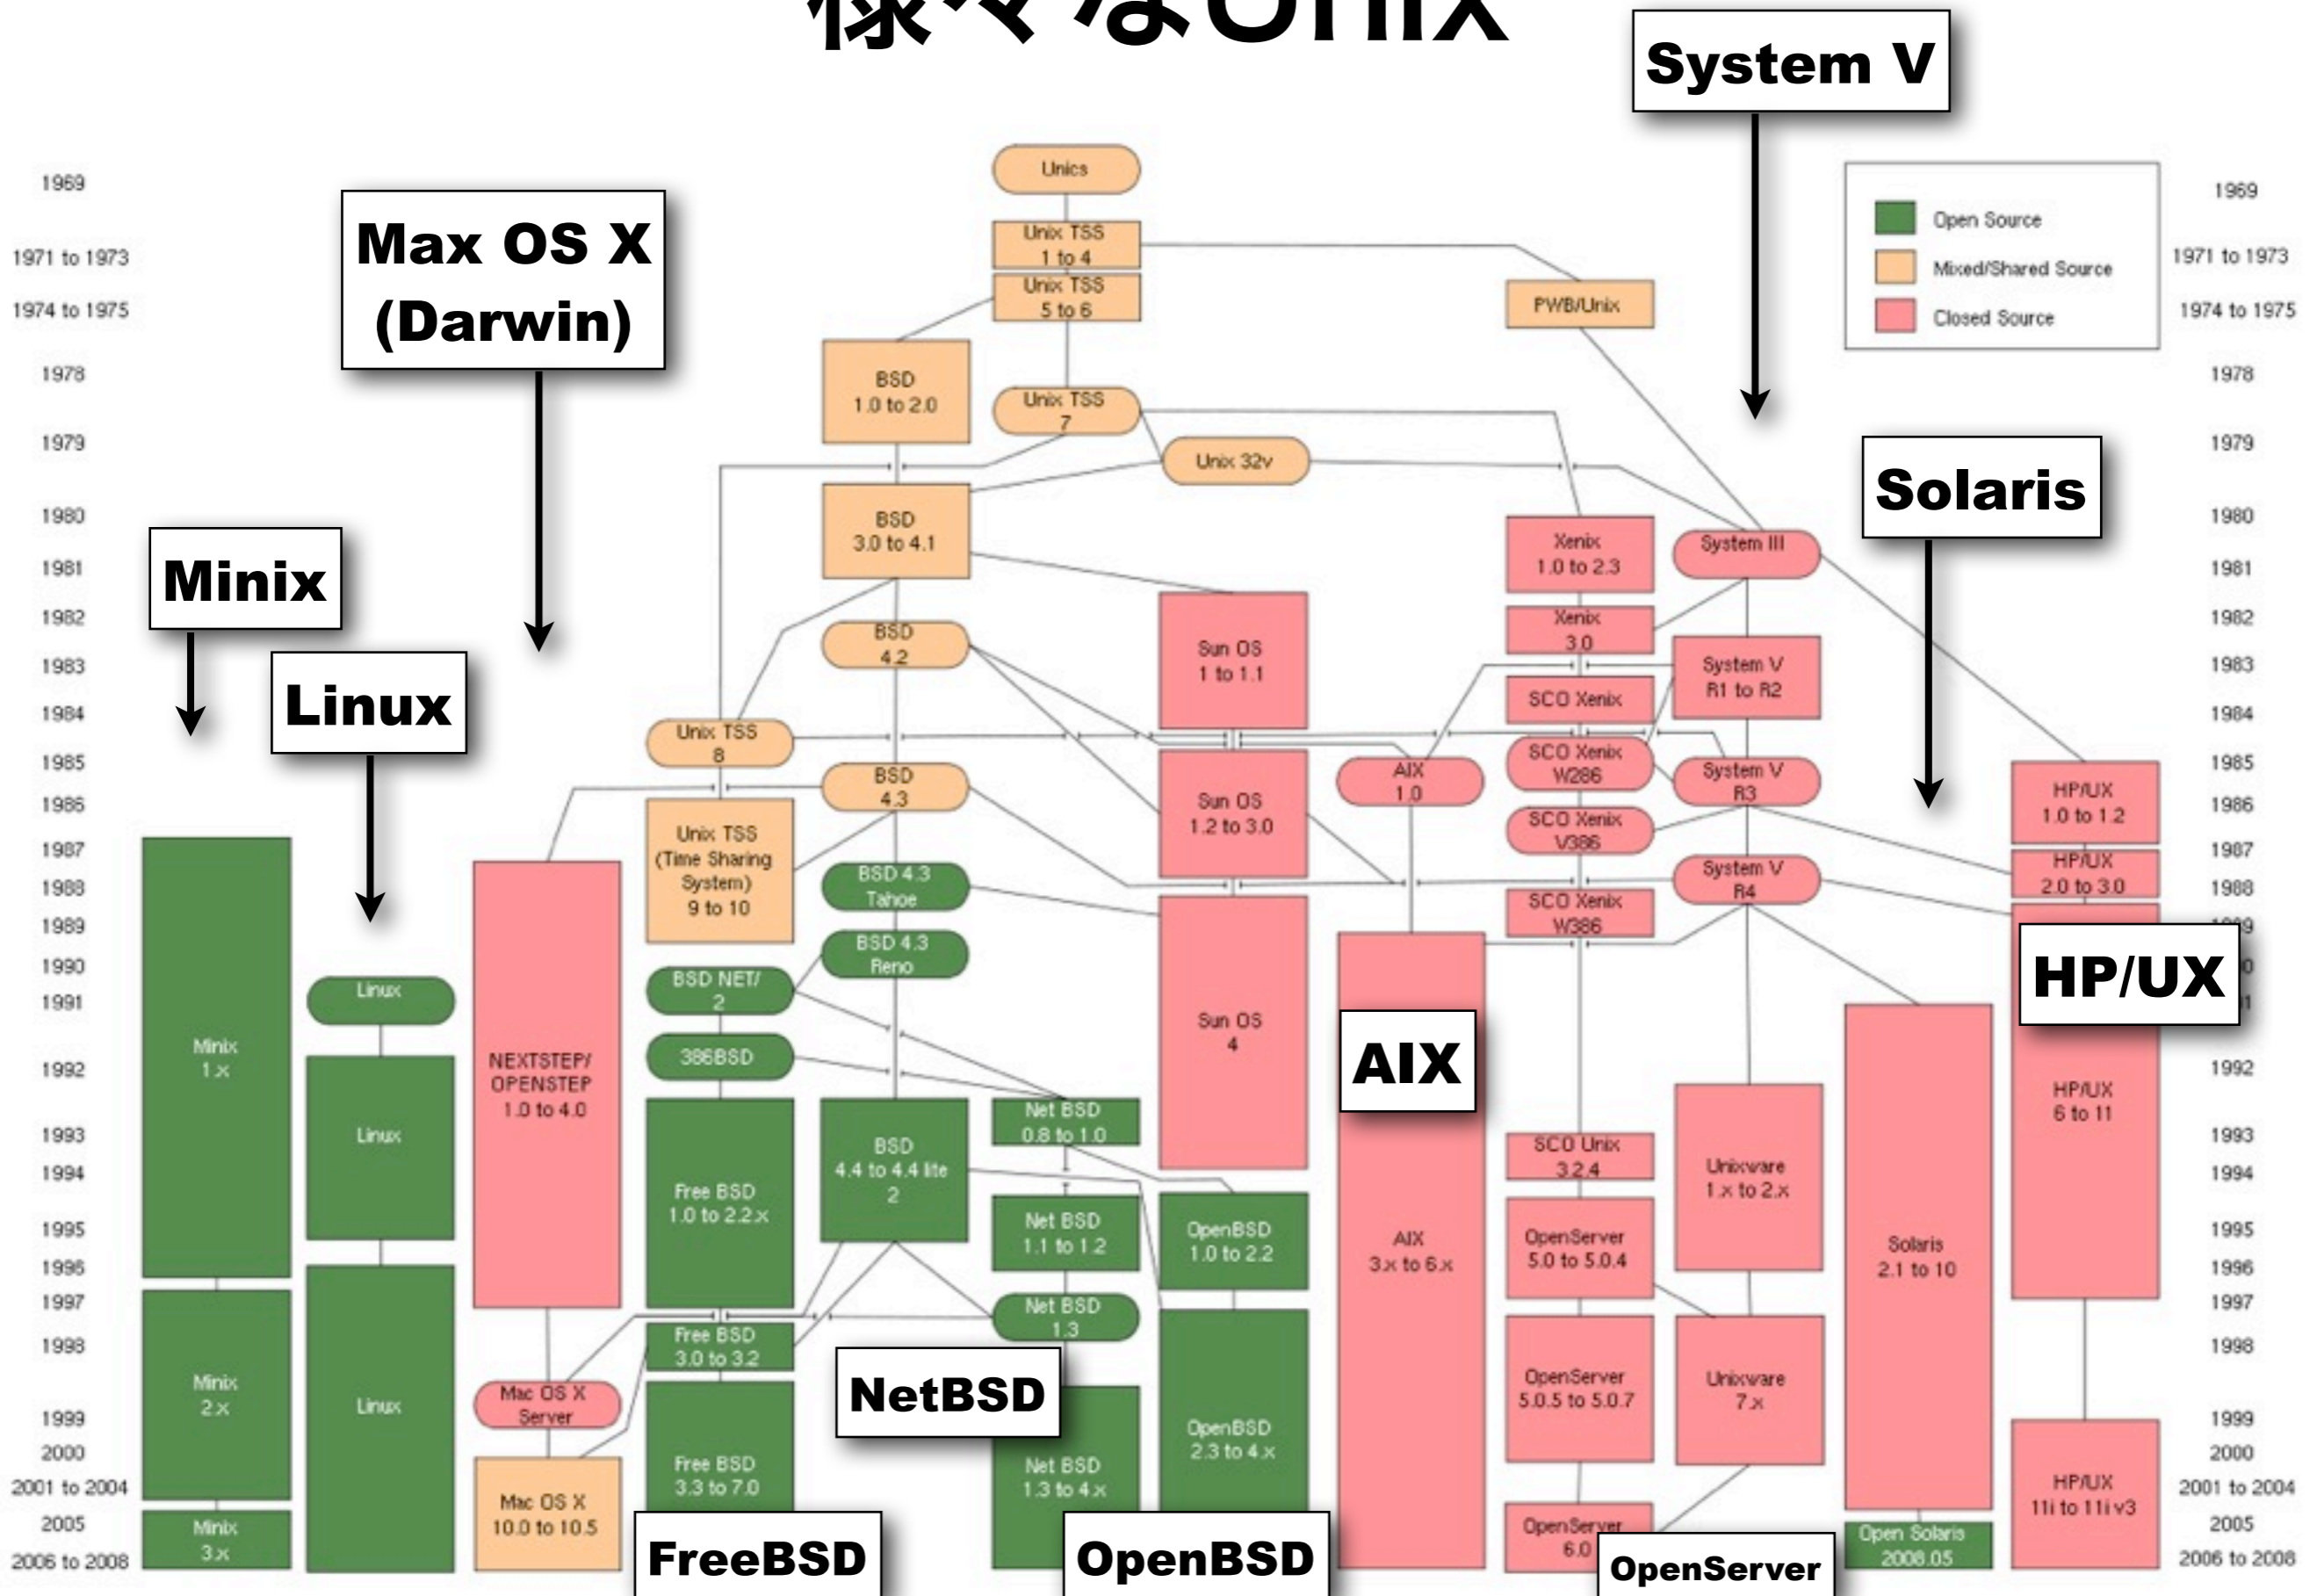 様々なUnix
System V
Max OS X
(Darwin)
Solaris
Minix
Linux
HP/UX
AIX
NetBSD
FreeBSD
OpenBSD
OpenServer
Open Source
Mixed/Shared Source
Closed Source
1969
1971 to 1973
1974 to 1975
1978
1979
1980
1981
1982
1983
1984
1985
1986
1987
1988
1989
1990
1991
1992
1993
1994
1995
1996
1997
1998
1999
2000
2001 to 2004
2005
2006 to 2008
Minix
1.x
Minix
2.x
Minix
3.x
Linux
Linux
Linux
NEXTSTEP/
OPENSTEP
1.0 to 4.0
Mac OS X
Server
Mac OS X
10.0 to 10.5
Unix TSS
8
Unix TSS
(Time Sharing
System)
9 to 10
BSD NET/
2
386BSD
Free BSD
1.0 to 2.2.x
Free BSD
3.0 to 3.2
Free BSD
3.3 to 7.0
BSD
1.0 to 2.0
BSD
3.0 to 4.1
BSD
4.2
BSD
4.3
BSD 4.3
Tahoe
BSD 4.3
Reno
BSD
4.4 to 4.4 lite
2
Unics
Unix TSS
1 to 4
Unix TSS
5 to 6
Unix TSS
7
Net BSD
0.8 to 1.0
Net BSD
1.1 to 1.2
Net BSD
1.3
Net BSD
1.3 to 4.x
Unix 32v
Sun OS
1 to 1.1
Sun OS
1.2 to 3.0
Sun OS
4
OpenBSD
1.0 to 2.2
OpenBSD
2.3 to 4.x
AIX
1.0
AIX
3.x to 6.x
PWB/Unix
Xenix
1.0 to 2.3
Xenix
3.0
SCO Xenix
SCO Xenix
W286
SCO Xenix
V386
SCO Xenix
W386
SCO Unix
3.2.4
OpenServer
5.0 to 5.0.4
OpenServer
5.0.5 to 5.0.7
OpenServer
6.0
System III
System V
R1 to R2
System V
R3
System V
R4
Unixware
1.x to 2.x
Unixware
7.x
Solaris
2.1 to 10
Open Solaris
2008.05
HP/UX
1.0 to 1.2
HP/UX
2.0 to 3.0
HP/UX
6 to 11
HP/UX
11i to 11i v3
1969
1971 to 1973
1974 to 1975
1978
1979
1980
1981
1982
1983
1984
1985
1986
1987
1988
1992
1993
1994
1995
1996
1997
1998
1999
2000
2001 to 2004
2005
2006 to 2008